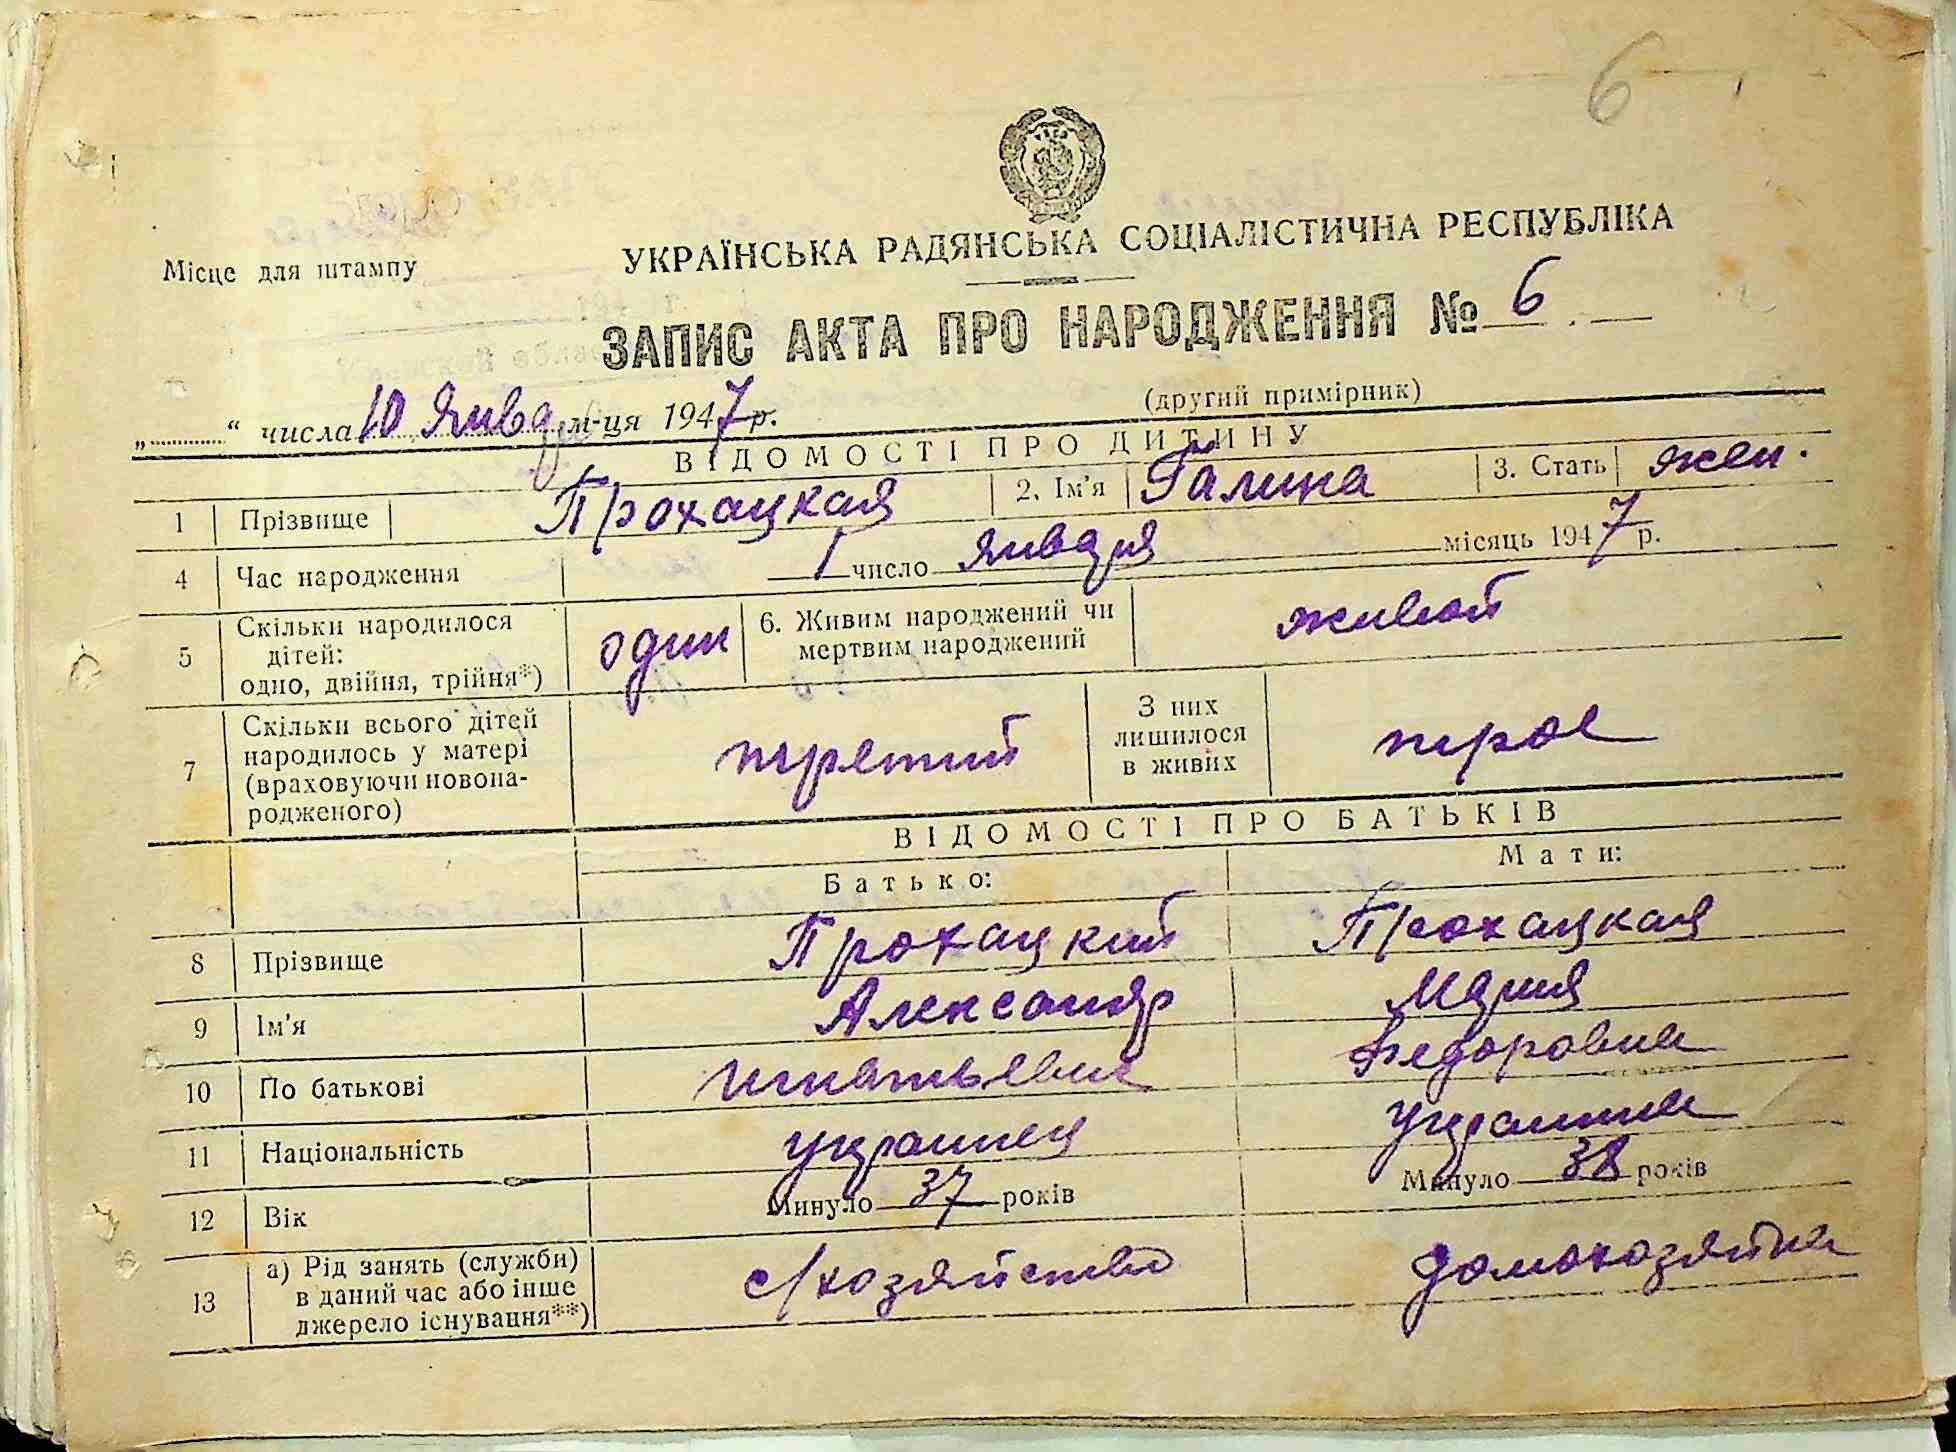 6
Місце для штампу
УКРАЇНСЬКА РАДЯНСЬКА СОЦІАЛІСТИЧНА РЕСПУБЛІКА
ЗАПИС АКТА ПРО НАРОДЖЕННЯ № 6
(другий примірник)
„ “ числа 10 Января м-ця 1947 р.
ВІДОМОСТІ ПРО ДИТИНУ
1 Прізвище Прохацкая 2. Ім'я Галина 3. Стать жен.
4 Час народження 1 число января місяць 1947 р.
5 Скільки народилося дітей: одно, двійня, трійня*) один 6. Живим народжений чи мертвим народжений живой
7 Скільки всього дітей народилось у матері (враховуючи новонародженого) третий З них лишилося в живих трое
ВІДОМОСТІ ПРО БАТЬКІВ
Батько: Мати:
8 Прізвище Прохацкий Прохацкая
9 Ім'я Александр Мария
10 По батькові Игнатьевич Федоровна
11 Національність украинец украинка
12 Вік Минуло 37 років Минуло 38 років
13 а) Рід занять (служби) в даний час або інше джерело існування**) с/хозяйство домохозяйка